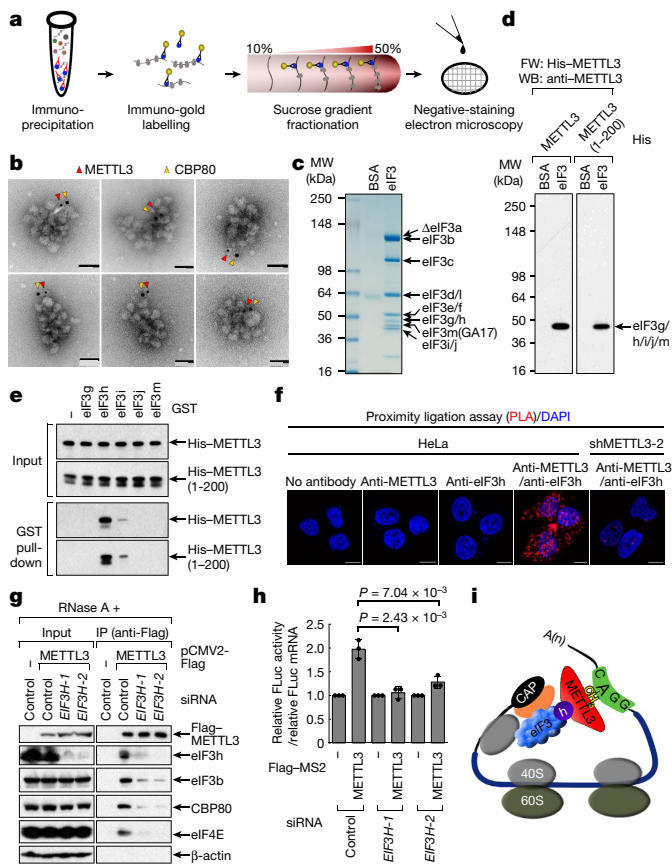 a
10%
50%
Immuno-
precipitation
Immuno-gold
labelling
Sucrose gradient
fractionation
Negative-staining
electron microscopy
b
METTL3 CBP80
c
MW
(kDa)
BSA
eIF3
250
148
98
64
50
36
16
ΔeIF3a
eIF3b
eIF3c
eIF3d/l
eIF3e/f
eIF3g/h
eIF3m(GA17)
eIF3i/j
d
FW: His–METTL3
WB: anti–METTL3
METTL3
METTL3
(1–200)
His
MW
(kDa)
BSA
eIF3
BSA
eIF3
250
148
98
64
50
36
16
eIF3g/
h/i/j/m
e
–
eIF3g
eIF3h
eIF3i
eIF3j
eIF3m
GST
Input
His–METTL3
His–METTL3
(1–200)
GST
pull-
down
His–METTL3
His–METTL3
(1–200)
f
Proximity ligation assay (PLA)/DAPI
HeLa
shMETTL3-2
No antibody
Anti-METTL3
Anti-eIF3h
Anti-METTL3
/anti-eIF3h
Anti-METTL3
/anti-eIF3h
g
RNase A +
Input
IP (anti-Flag)
– METTL3
– METTL3
pCMV2-
Flag
Control
Control
EIF3H-1
EIF3H-2
Control
Control
EIF3H-1
EIF3H-2
siRNA
Flag–
METTL3
eIF3h
eIF3b
CBP80
eIF4E
β-actin
h
P = 7.04 × 10⁻³
P = 2.43 × 10⁻³
Relative FLuc activity
/relative FLuc mRNA
2.5
2.0
1.5
1.0
0.5
0
Flag–MS2
–
METTL3
–
METTL3
–
METTL3
siRNA
Control
EIF3H-1
EIF3H-2
i
A(n)
CAGG
CH₃
METTL3
CAP
eIF3
h
40S
60S